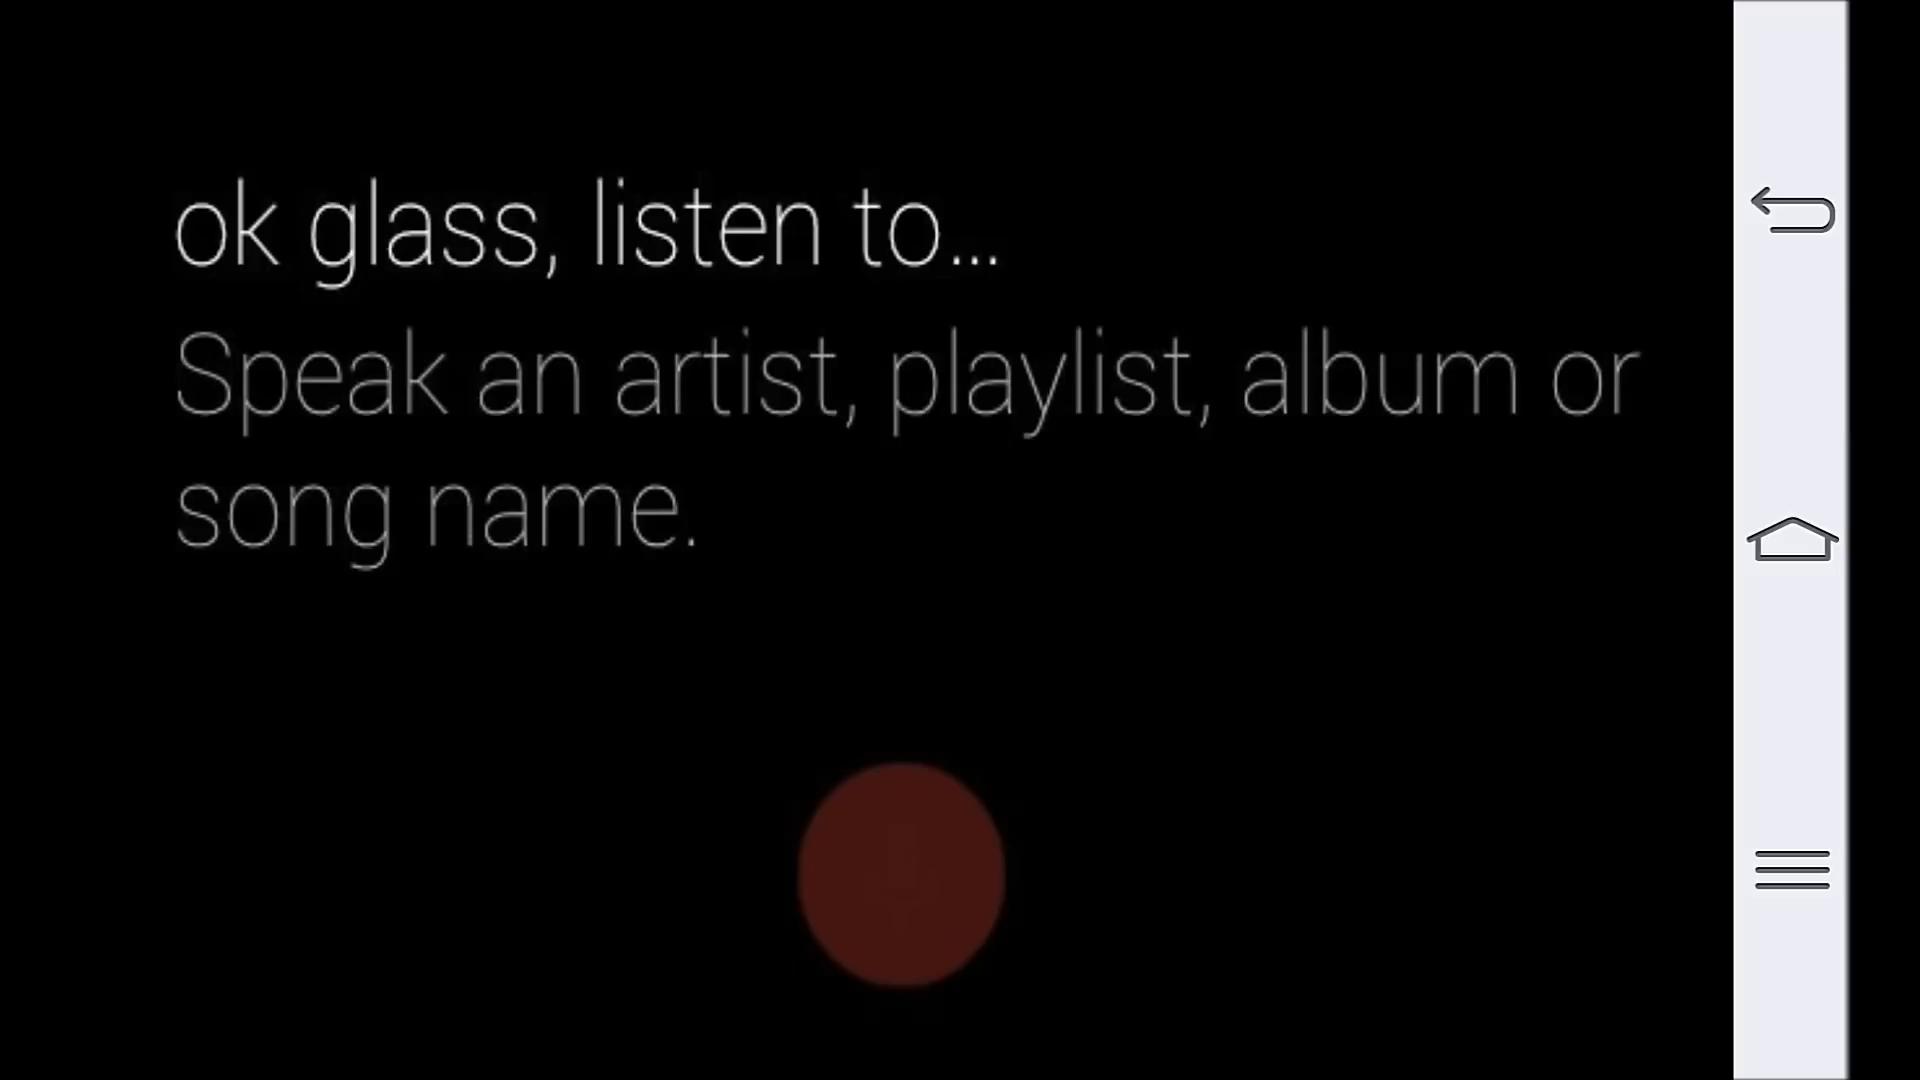 ok glass, listen to...
Speak an artist, playlist, album or
song name.